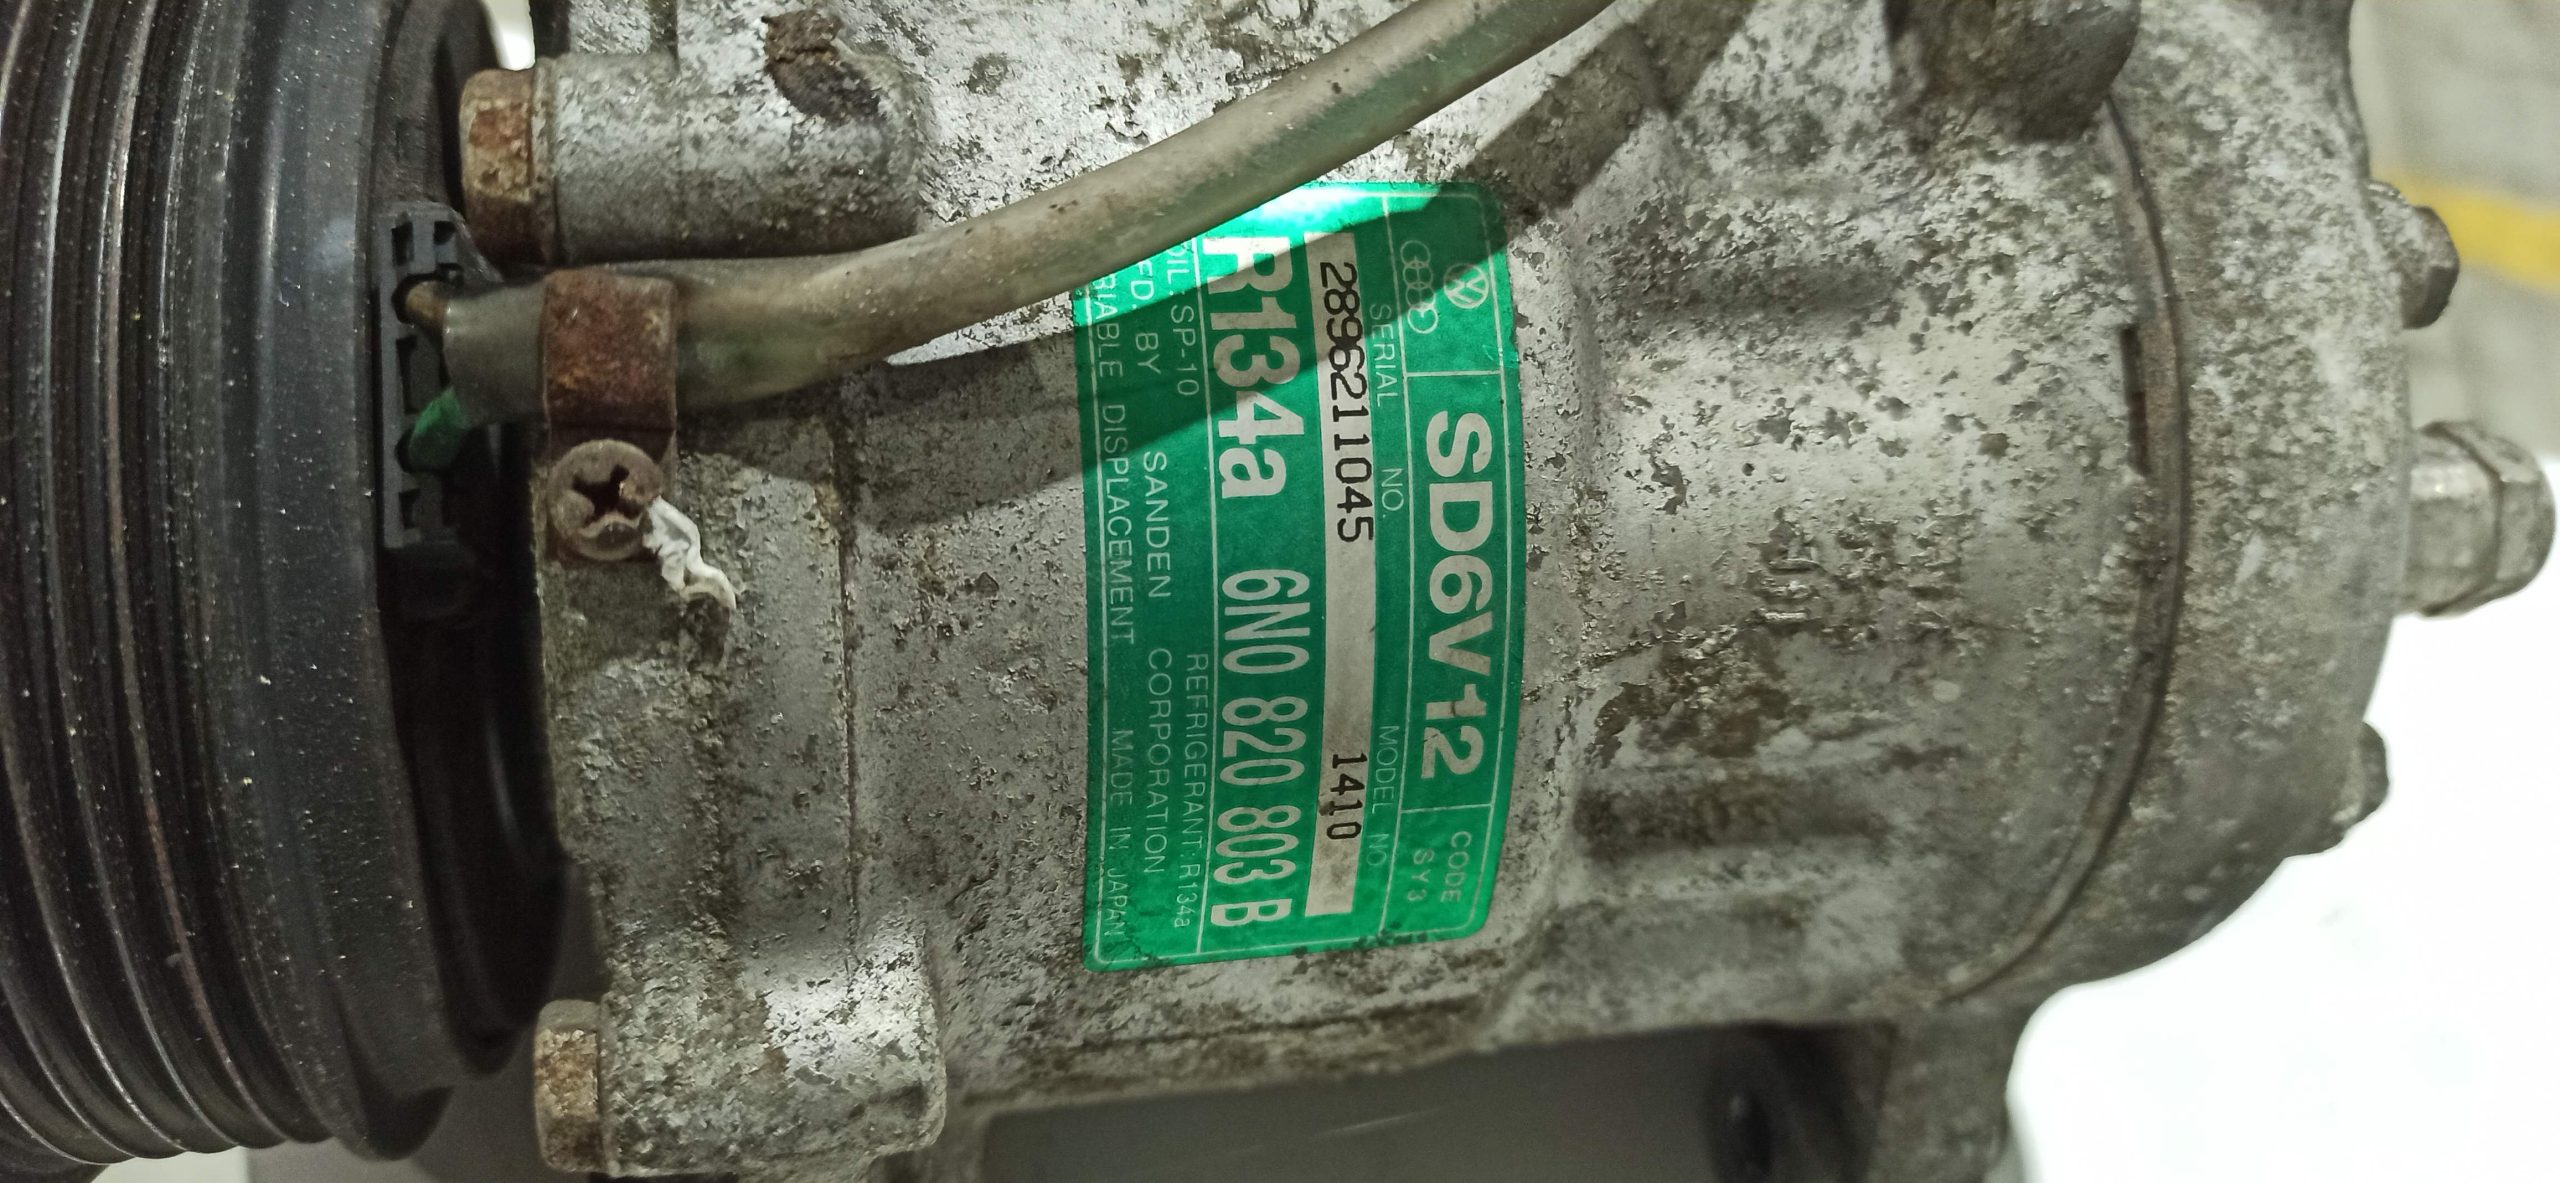 SD6V12
CODE
SY3
SERIAL NO. MODEL NO.
2896211045 1410
R134a 6N0 820 803 B
OIL SP-10 REFRIGERANT: R134a
FD. BY SANDEN CORPORATION
RIABLE DISPLACEMENT MADE IN JAPAN